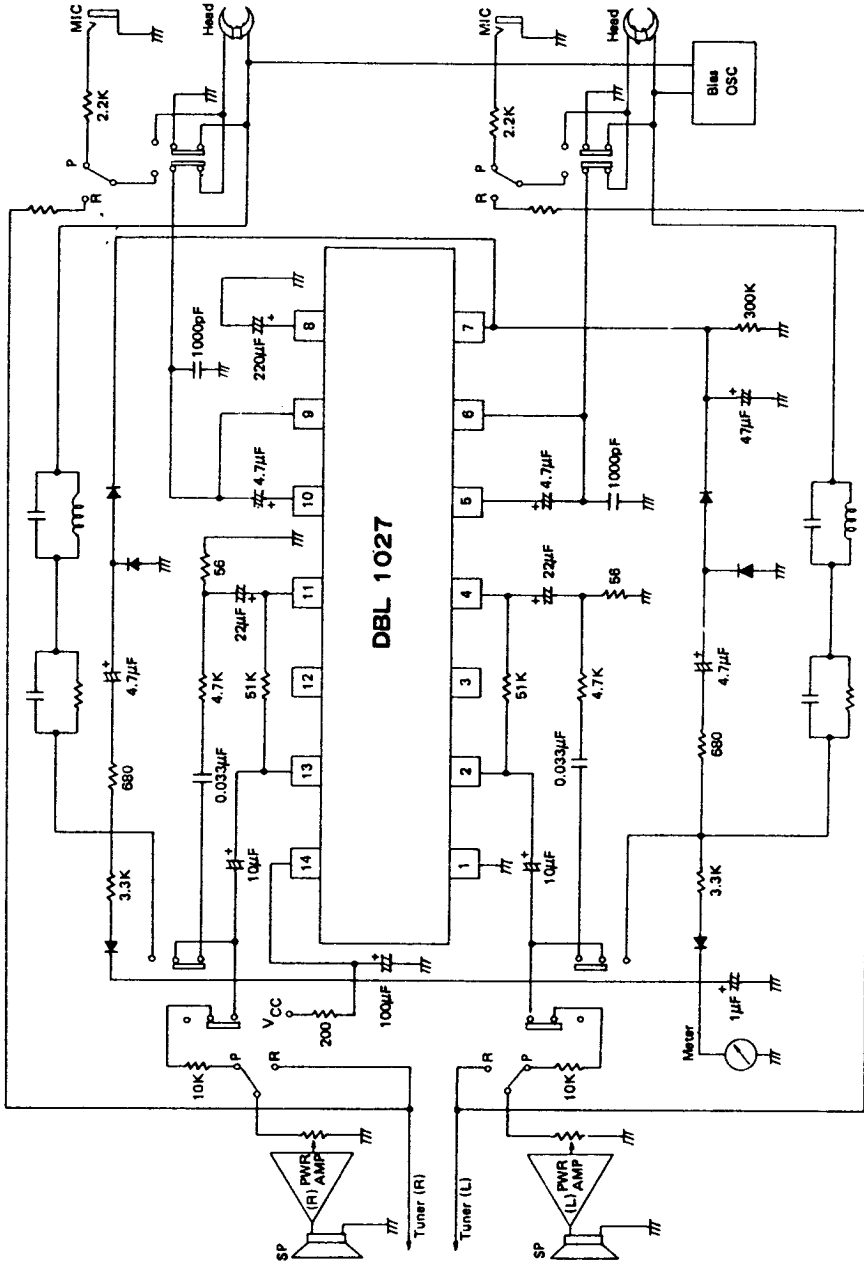 MIC
2.2K
Head
P
R
1000pF
220µF
+
8
9
4.7µF
+
10
56
22µF
+
11
4.7K
51K
12
0.033µF
13
+
10µF
14
4.7µF
+
680
3.3K
DBL 1027
7
6
5
4.7µF
+
1000pF
4
22µF
+
56
3
51K
4.7K
2
0.033µF
1
+
10µF
VCC
200
100µF
+
10K
P
R
PWR
AMP
(R)
SP
Tuner (R)
Tuner (L)
R
P
10K
PWR
AMP
(L)
SP
MIC
2.2K
Head
P
R
Bias
OSC
300K
+
47µF
4.7µF
+
680
3.3K
+
1µF
Meter